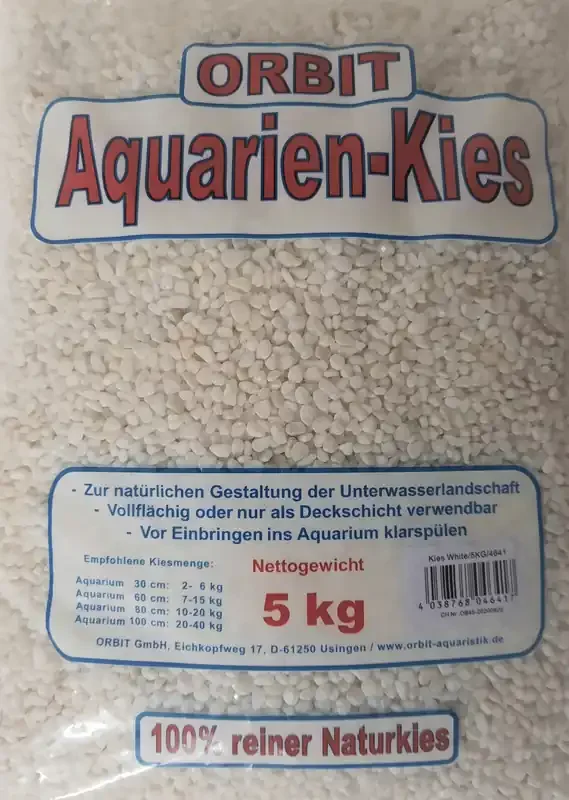 ORBIT
Aquarien-Kies
- Zur natürlichen Gestaltung der Unterwasserlandschaft
- Vollflächig oder nur als Deckschicht verwendbar
- Vor Einbringen ins Aquarium klarspülen
Empfohlene Kiesmenge:
Aquarium 30 cm: 2- 6 kg
Aquarium 60 cm: 7-15 kg
Aquarium 80 cm: 10-20 kg
Aquarium 100 cm: 20-40 kg
Nettogewicht
5 kg
Kies White/5KG/4641
4 038768 04641
ORBIT GmbH, Eichkopfweg 17, D-61250 Usingen / www.orbit-aquaristik.de
100% reiner Naturkies